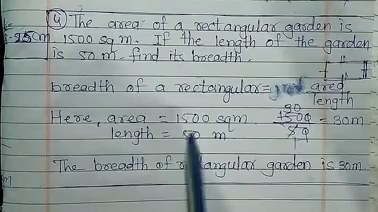 4) The area of a rectangular garden is
1500 sq m. If the length of the garden
is 50 m. find its breadth.
breadth of a rectangular = area
length
Here, area = 1500 sqm
30
1500 = 30m
50
length = 50 m
The breadth of rectangular garden is 30m.